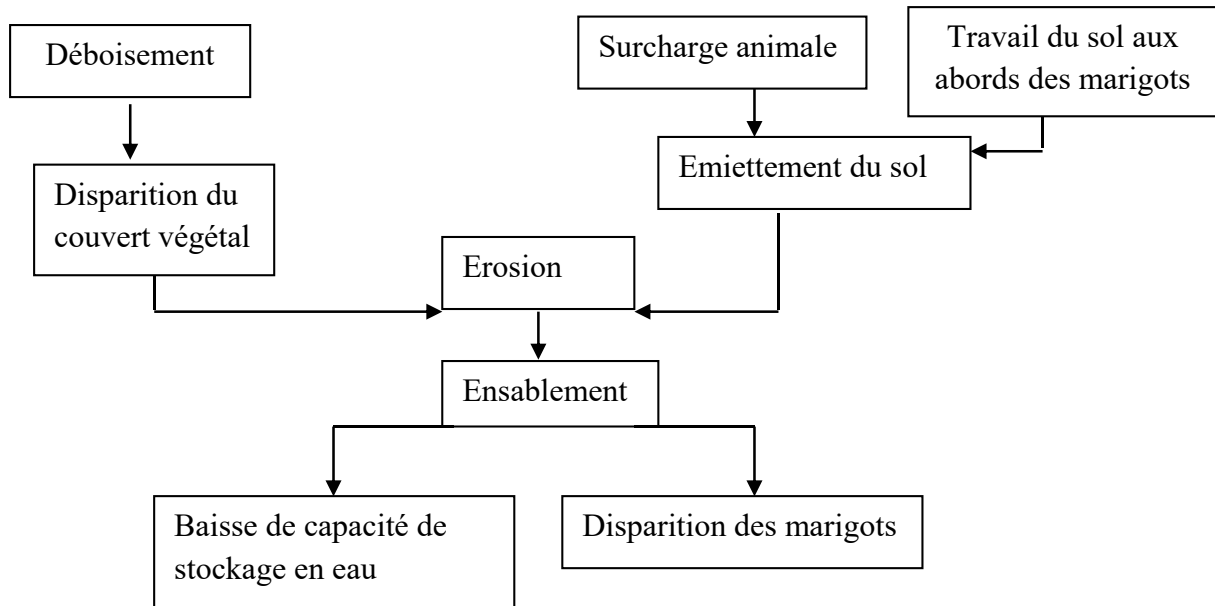 Déboisement
Surcharge animale
Travail du sol aux
abords des marigots
Disparition du
couvert végétal
Emiettement du sol
Erosion
Ensablement
Baisse de capacité de
stockage en eau
Disparition des marigots